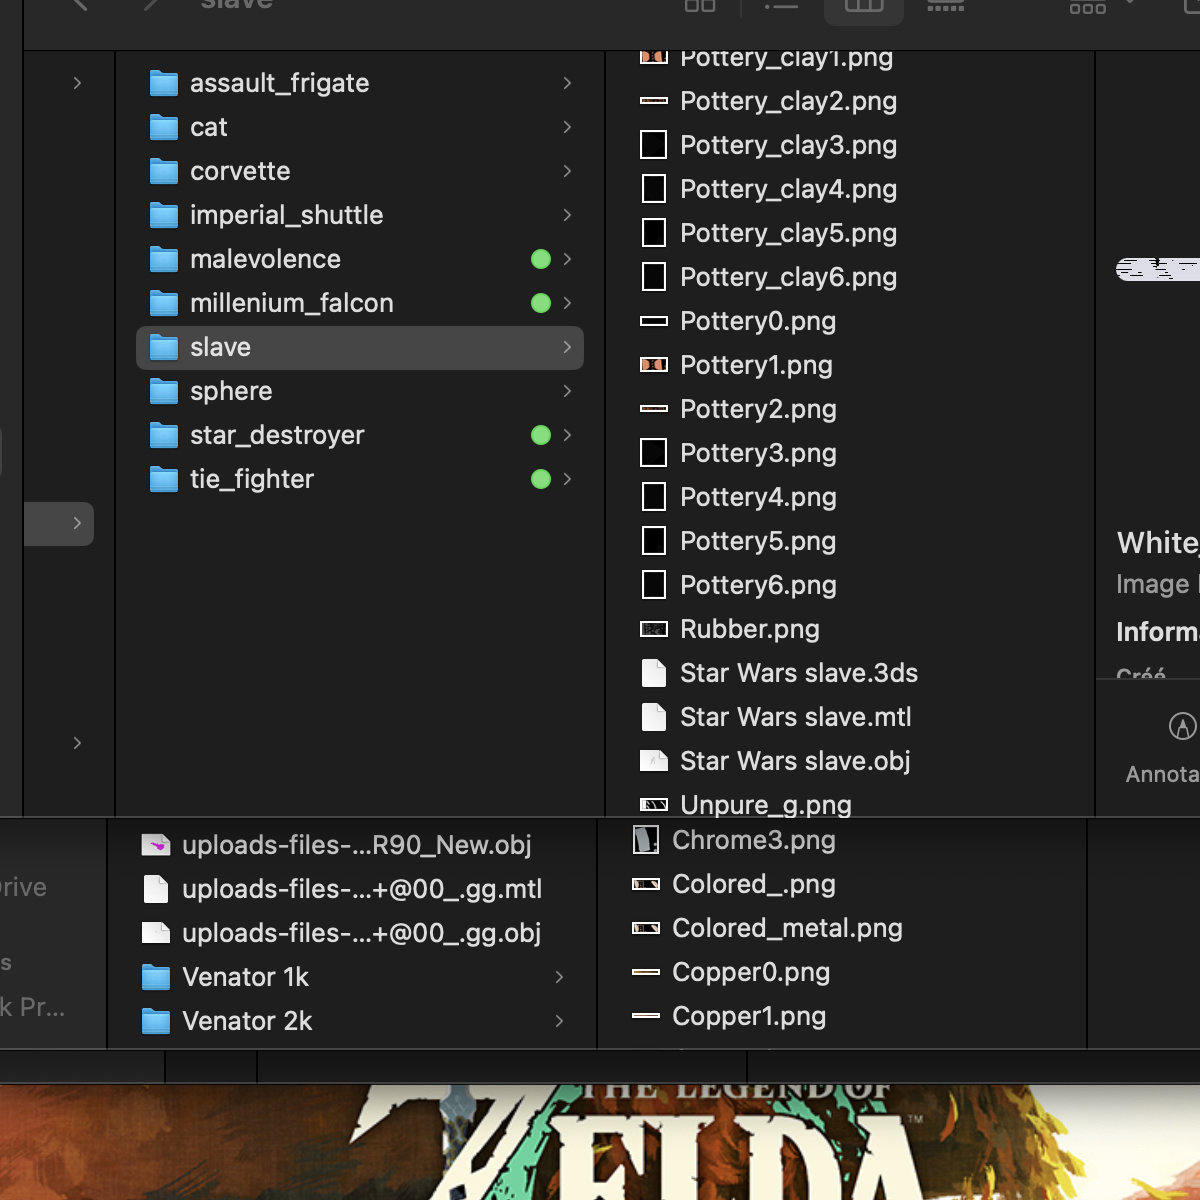 slave
assault_frigate
cat
corvette
imperial_shuttle
malevolence
millenium_falcon
slave
sphere
star_destroyer
tie_fighter
Pottery_clay1.png
Pottery_clay2.png
Pottery_clay3.png
Pottery_clay4.png
Pottery_clay5.png
Pottery_clay6.png
Pottery0.png
Pottery1.png
Pottery2.png
Pottery3.png
Pottery4.png
Pottery5.png
Pottery6.png
Rubber.png
Star Wars slave.3ds
Star Wars slave.mtl
Star Wars slave.obj
Unpure_g.png
White_
Image
Informa
Créé
Annota
rive
s
k Pr...
uploads-files-...R90_New.obj
uploads-files-...+@00_.gg.mtl
uploads-files-...+@00_.gg.obj
Venator 1k
Venator 2k
Chrome3.png
Colored_.png
Colored_metal.png
Copper0.png
Copper1.png
THE LEGEND OF
ZELDA
TM